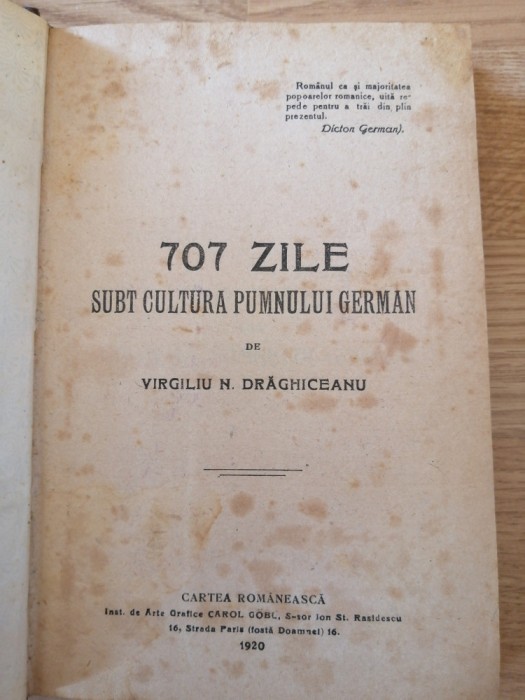 Românul ca și majoritatea
popoarelor romanice, uită re-
pede pentru a trăi din plin
prezentul.
Dicton German).
707 ZILE
SUBT CULTURA PUMNULUI GERMAN
DE
VIRGILIU N. DRĂGHICEANU
CARTEA ROMÂNEASCĂ
Inst. de Arte Grafice CAROL GÖBL, S-sor Ion St. Rasidescu
16, Strada Paris (fostă Doamnei) 16.
1920